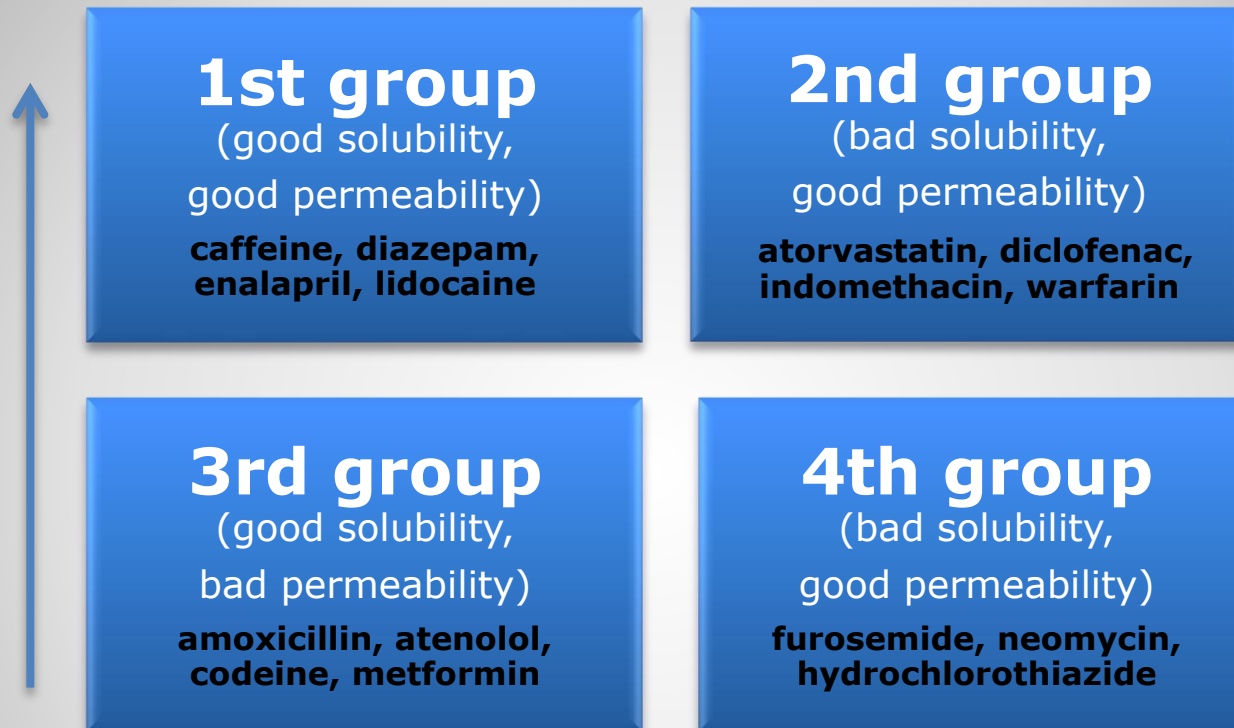 1st group
(good solubility,
good permeability)
caffeine, diazepam,
enalapril, lidocaine
2nd group
(bad solubility,
good permeability)
atorvastatin, diclofenac,
indomethacin, warfarin
3rd group
(good solubility,
bad permeability)
amoxicillin, atenolol,
codeine, metformin
4th group
(bad solubility,
good permeability)
furosemide, neomycin,
hydrochlorothiazide